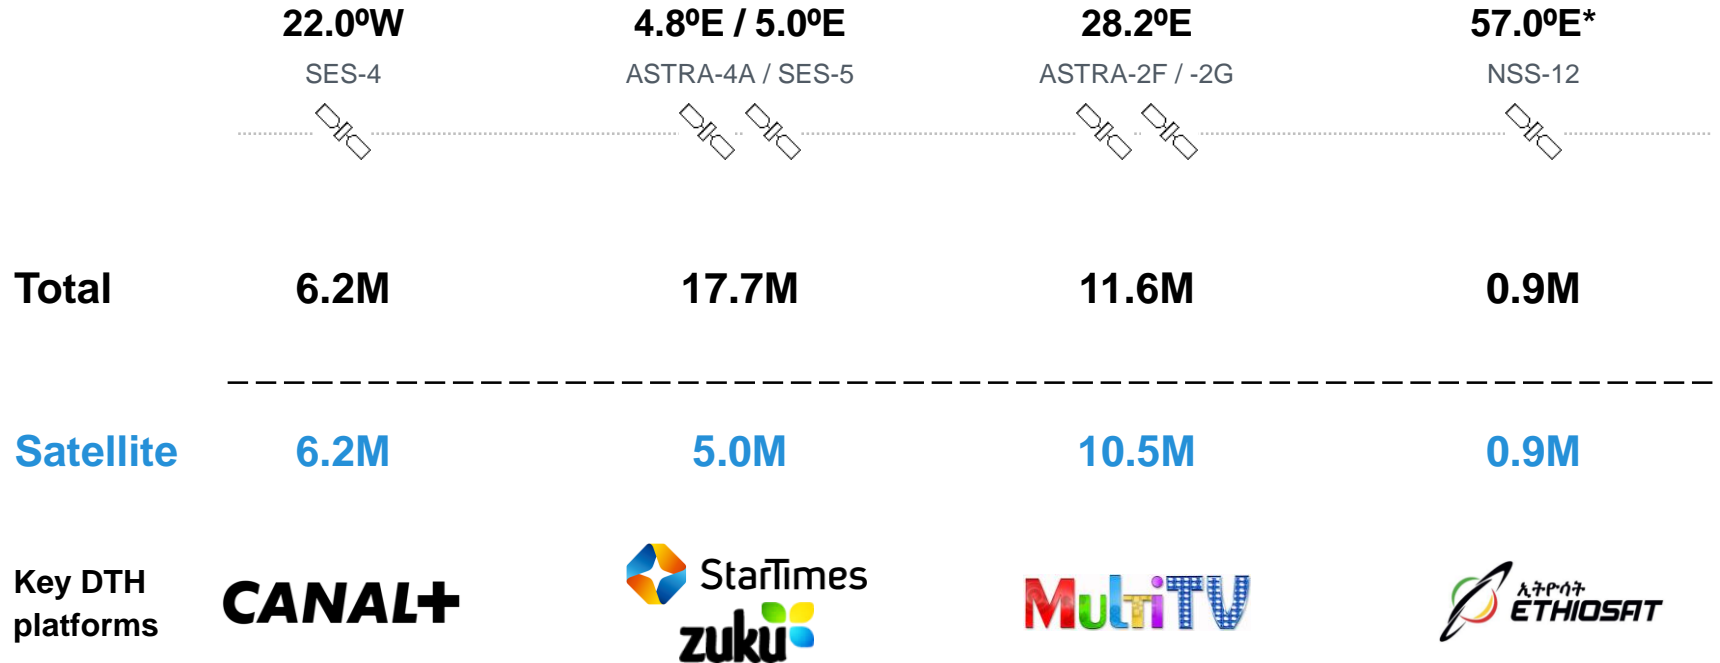 22.0ºW 4.8ºE / 5.0ºE 28.2ºE 57.0ºE*
SES-4 ASTRA-4A / SES-5 ASTRA-2F / -2G NSS-12
Total 6.2M 17.7M 11.6M 0.9M
Satellite 6.2M 5.0M 10.5M 0.9M
Key DTH
platforms
CANAL+
StarTimes
zuku
MulTiTV
ኢትዮሳት
ETHIOSAT